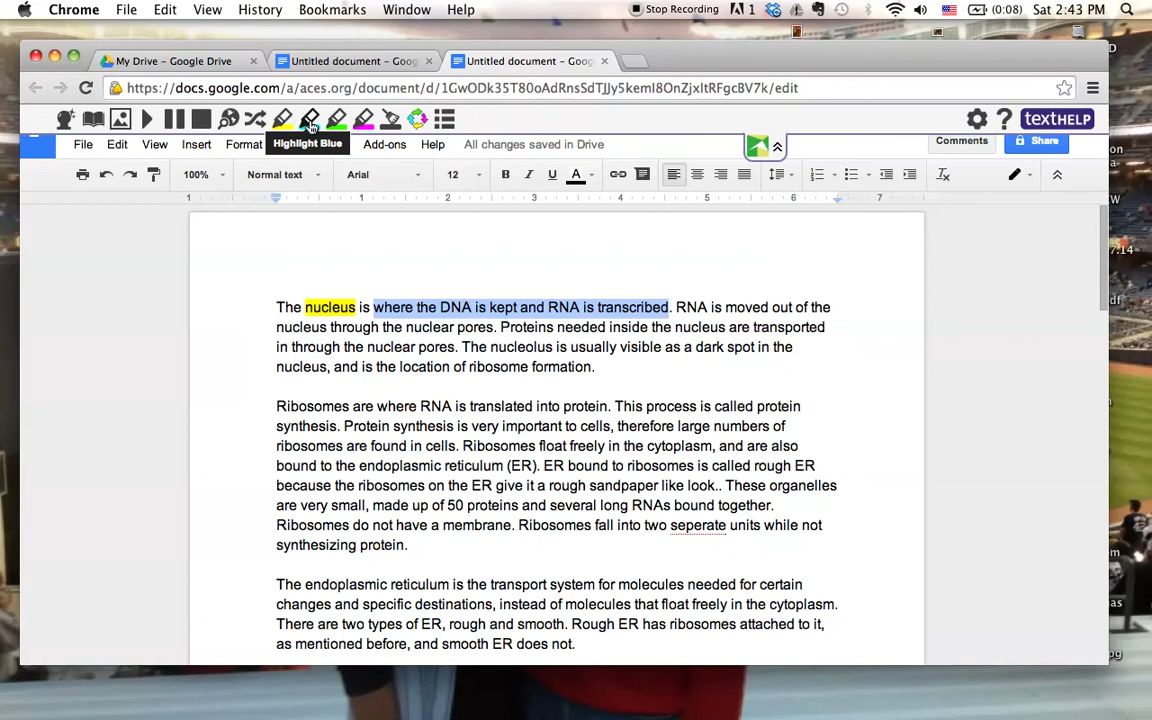 Chrome File Edit View History Bookmarks Window Help Stop Recording 1 (0:08) Sat 2:43 PM
My Drive – Google Drive Untitled document – Goo Untitled document – Goo
https://docs.google.com/a/aces.org/document/d/1GwODk35T80oAdRnsSdTJJy5kemI8OnZjxltRFgcBV7k/edit
textHELP
Highlight Blue
File Edit View Insert Format Add-ons Help All changes saved in Drive Comments Share
100% Normal text Arial 12 B I U A
1 1 2 3 4 5 6 7
The nucleus is where the DNA is kept and RNA is transcribed. RNA is moved out of the
nucleus through the nuclear pores. Proteins needed inside the nucleus are transported
in through the nuclear pores. The nucleolus is usually visible as a dark spot in the
nucleus, and is the location of ribosome formation.
Ribosomes are where RNA is translated into protein. This process is called protein
synthesis. Protein synthesis is very important to cells, therefore large numbers of
ribosomes are found in cells. Ribosomes float freely in the cytoplasm, and are also
bound to the endoplasmic reticulum (ER). ER bound to ribosomes is called rough ER
because the ribosomes on the ER give it a rough sandpaper like look.. These organelles
are very small, made up of 50 proteins and several long RNAs bound together.
Ribosomes do not have a membrane. Ribosomes fall into two seperate units while not
synthesizing protein.
The endoplasmic reticulum is the transport system for molecules needed for certain
changes and specific destinations, instead of molecules that float freely in the cytoplasm.
There are two types of ER, rough and smooth. Rough ER has ribosomes attached to it,
as mentioned before, and smooth ER does not.